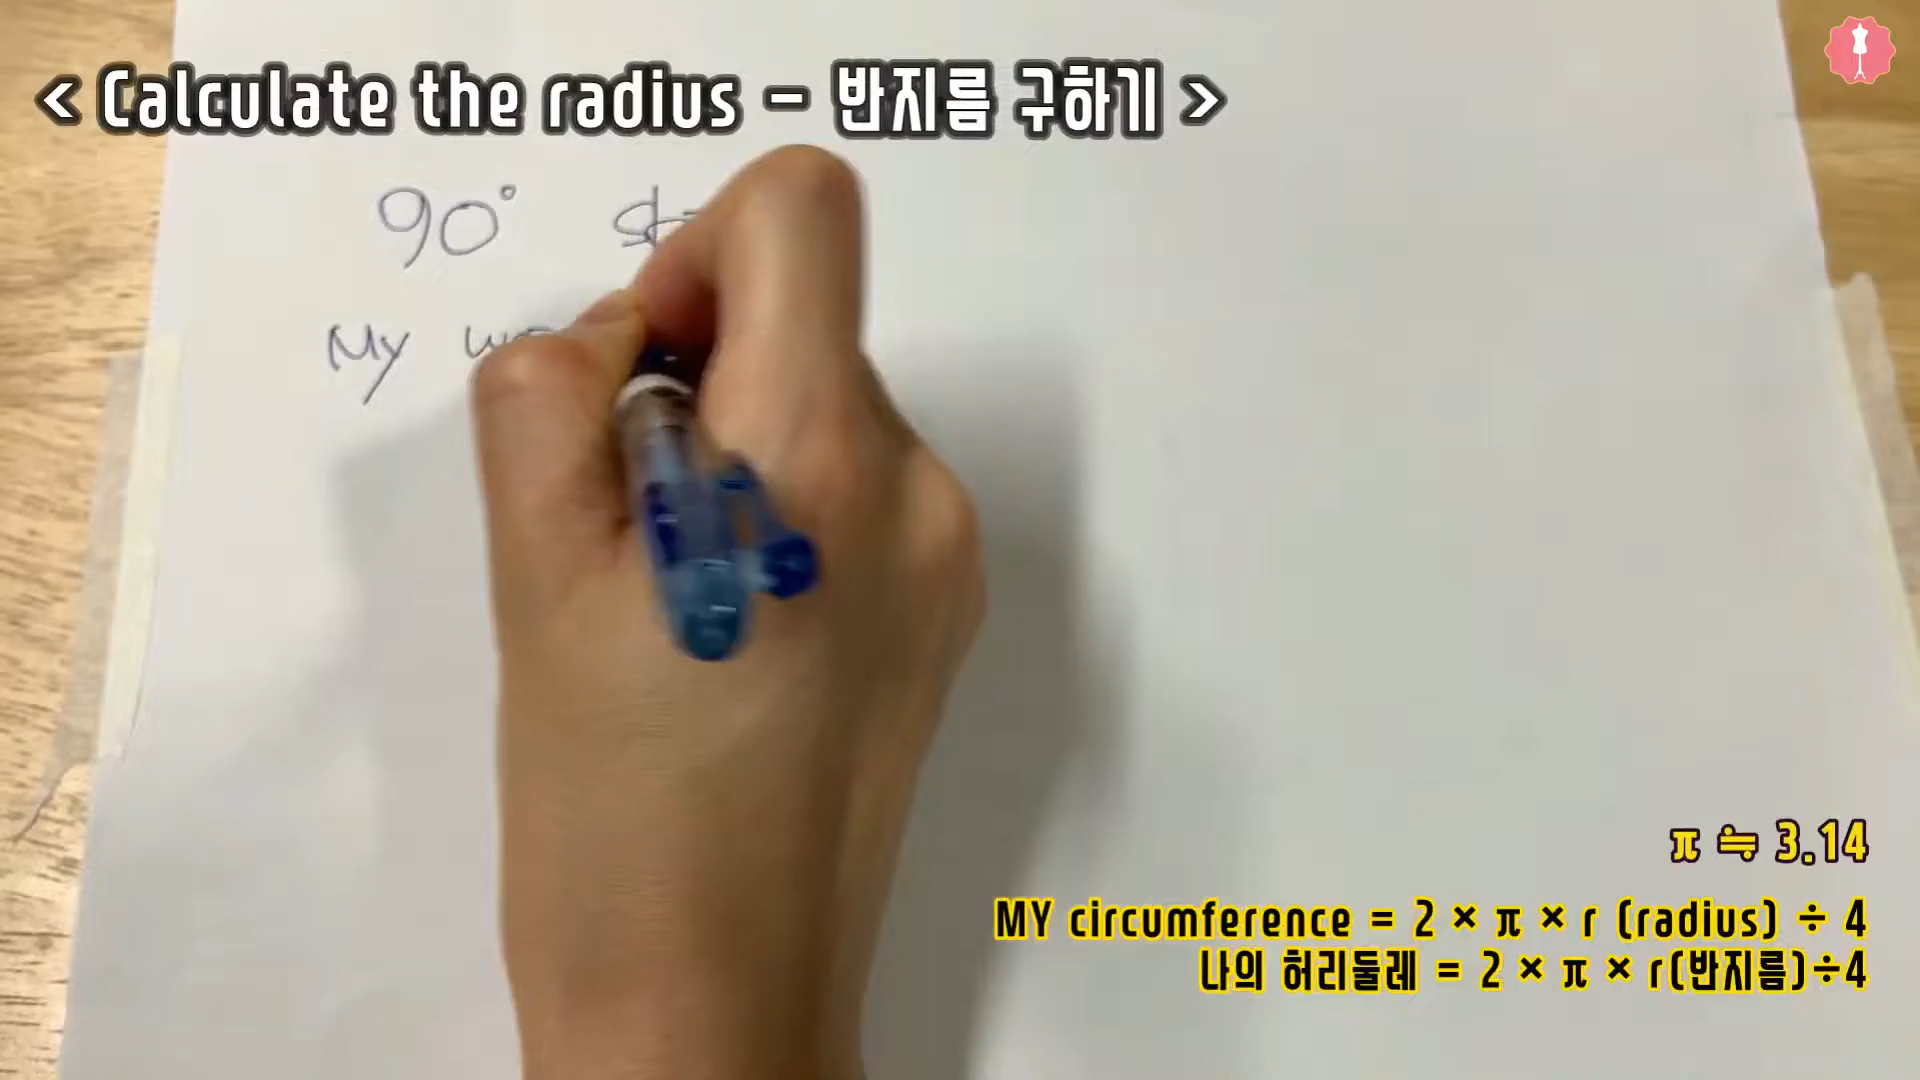 < Calculate the radius - 반지름 구하기 >
90°
My
π ≒ 3.14
MY circumference = 2 × π × r (radius) ÷ 4
나의 허리둘레 = 2 × π × r(반지름)÷4